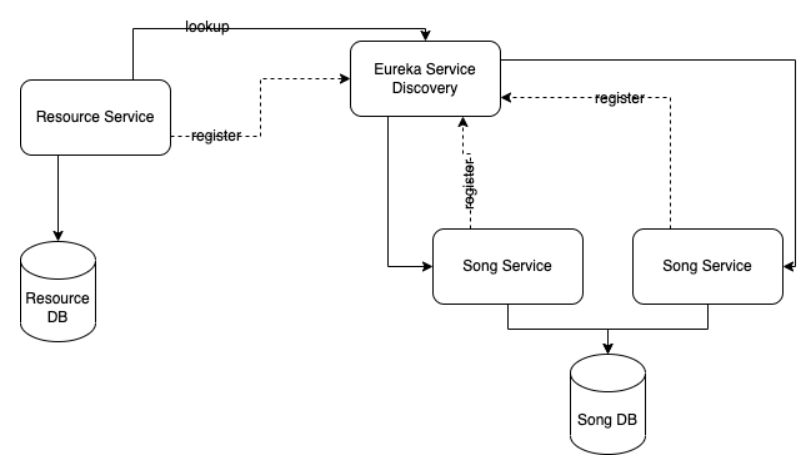 lookup
Eureka Service
Discovery
Resource Service
register
register
register
Song Service
Song Service
Resource
DB
Song DB